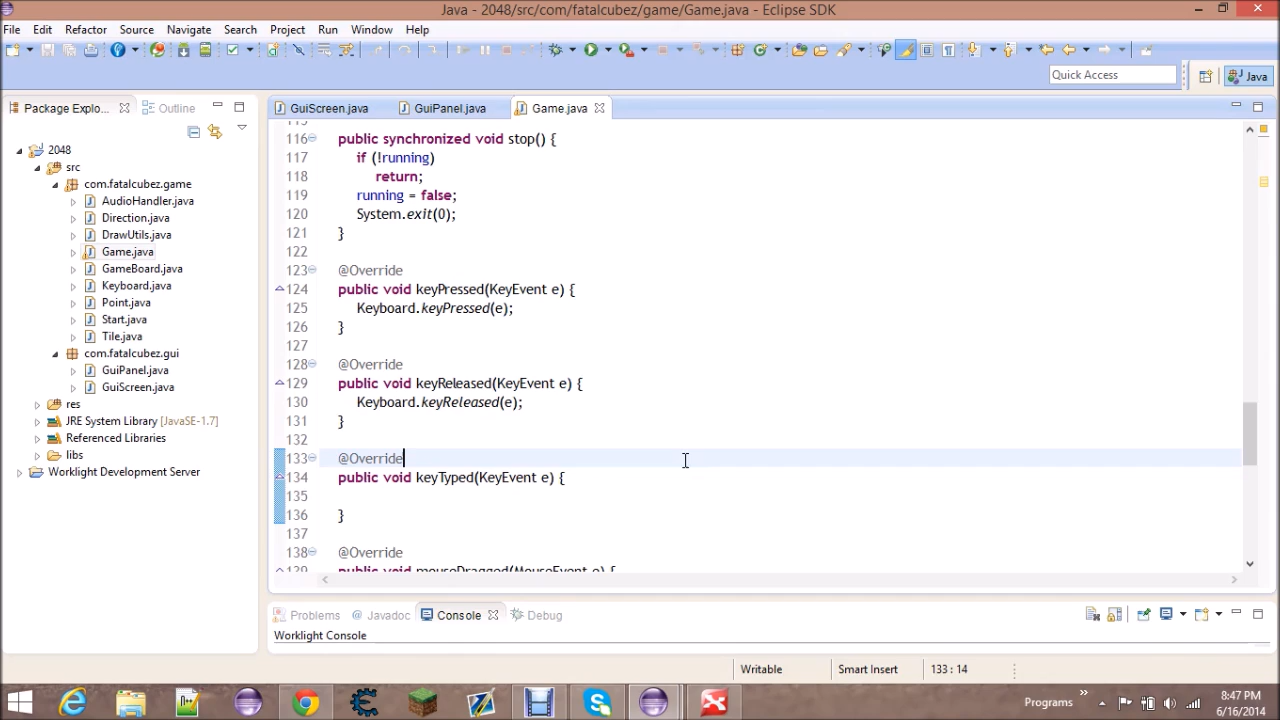 Java - 2048/src/com/fatalcubez/game/Game.java - Eclipse SDK
File Edit Refactor Source Navigate Search Project Run Window Help
Quick Access
Java
Package Explo...
Outline
GuiScreen.java
GuiPanel.java
Game.java
2048
src
com.fatalcubez.game
AudioHandler.java
Direction.java
DrawUtils.java
Game.java
GameBoard.java
Keyboard.java
Point.java
Start.java
Tile.java
com.fatalcubez.gui
GuiPanel.java
GuiScreen.java
res
JRE System Library [JavaSE-1.7]
Referenced Libraries
libs
Worklight Development Server
115
116 public synchronized void stop() {
117 if (!running)
118 return;
119 running = false;
120 System.exit(0);
121 }
122
123 @Override
124 public void keyPressed(KeyEvent e) {
125 Keyboard.keyPressed(e);
126 }
127
128 @Override
129 public void keyReleased(KeyEvent e) {
130 Keyboard.keyReleased(e);
131 }
132
133 @Override
134 public void keyTyped(KeyEvent e) {
135
136 }
137
138 @Override
139 public void mouseDragged(MouseEvent e) {
Problems
Javadoc
Console
Debug
Worklight Console
Writable
Smart Insert
133 : 14
Programs
8:47 PM
6/16/2014